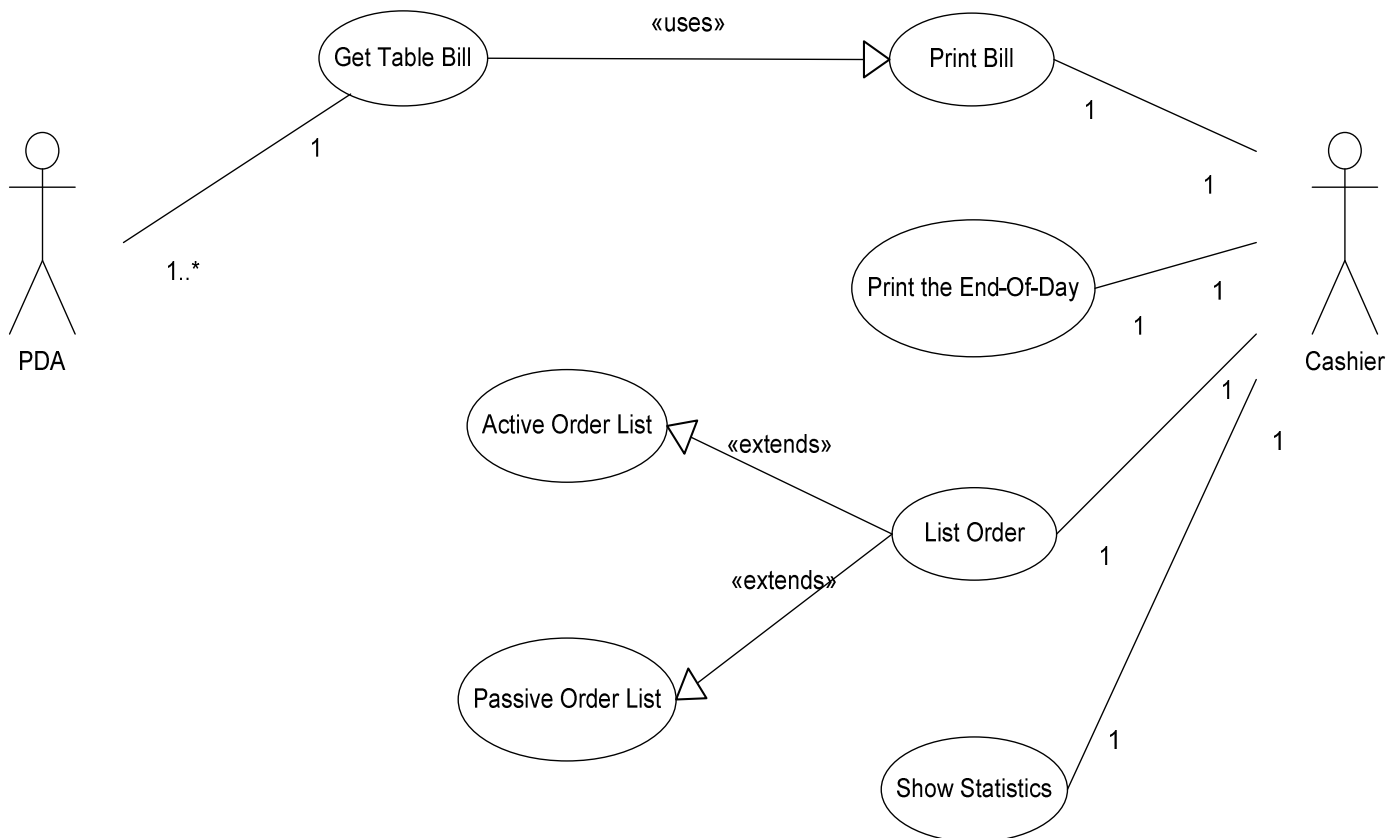 «uses»
Get Table Bill
Print Bill
1
1
1
1..*
PDA
Print the End-Of-Day
1
1
Cashier
Active Order List
«extends»
1
1
List Order
1
«extends»
Passive Order List
1
Show Statistics